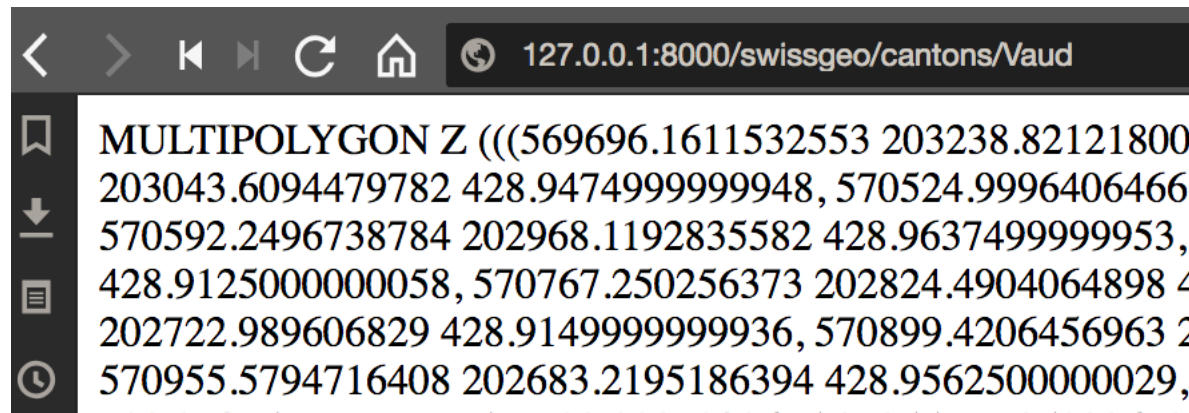 127.0.0.1:8000/swissgeo/cantons/Vaud
MULTIPOLYGON Z (((569696.1611532553 203238.82121800
203043.6094479782 428.9474999999948, 570524.9996406466
570592.2496738784 202968.1192835582 428.9637499999953,
428.9125000000058, 570767.250256373 202824.4904064898 4
202722.989606829 428.9149999999936, 570899.4206456963 2
570955.5794716408 202683.2195186394 428.9562500000029,